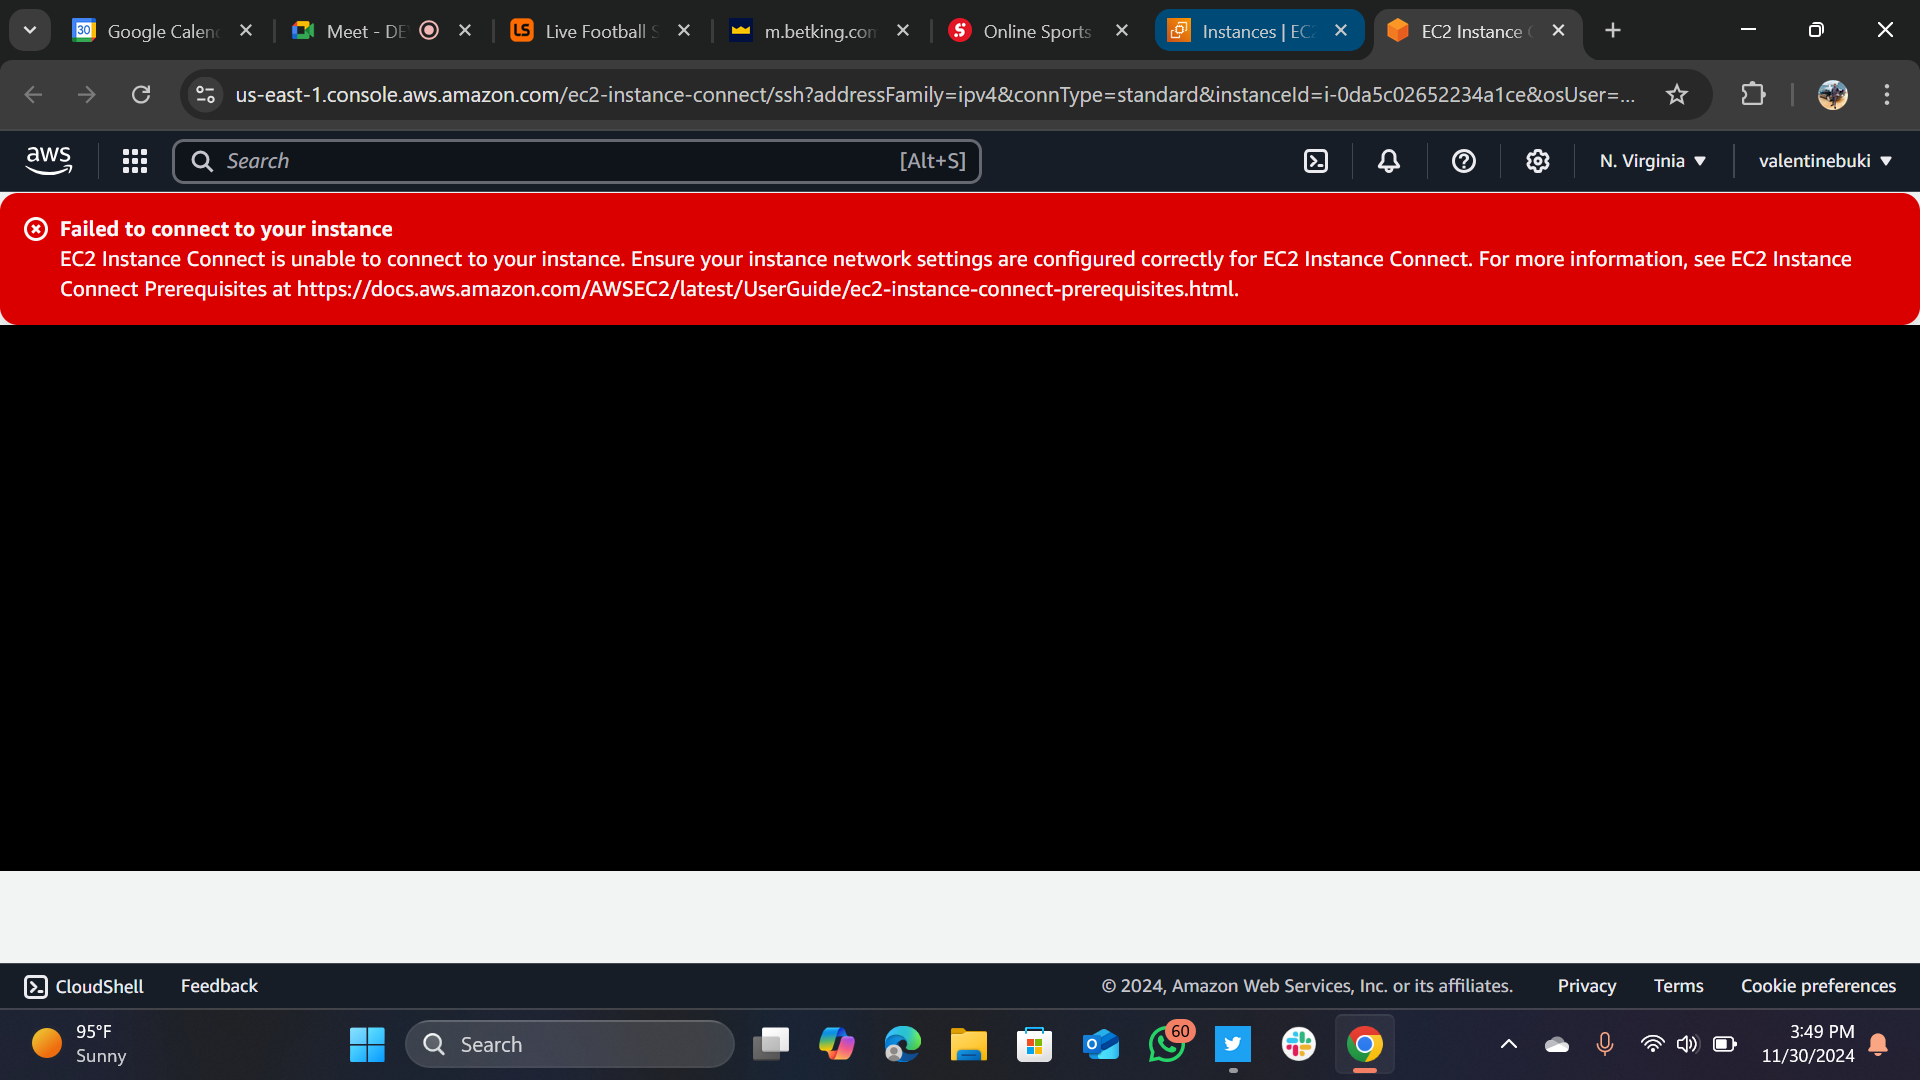 30
Google Calen
Meet - DE
LS
Live Football S
m.betking.com
Online Sports
Instances | EC
EC2 Instance
us-east-1.console.aws.amazon.com/ec2-instance-connect/ssh?addressFamily=ipv4&connType=standard&instanceId=i-0da5c02652234a1ce&osUser=...
aws
Search
[Alt+S]
N. Virginia
valentinebuki
Failed to connect to your instance
EC2 Instance Connect is unable to connect to your instance. Ensure your instance network settings are configured correctly for EC2 Instance Connect. For more information, see EC2 Instance
Connect Prerequisites at https://docs.aws.amazon.com/AWSEC2/latest/UserGuide/ec2-instance-connect-prerequisites.html.
CloudShell
Feedback
© 2024, Amazon Web Services, Inc. or its affiliates.
Privacy
Terms
Cookie preferences
95°F
Sunny
Search
60
3:49 PM
11/30/2024